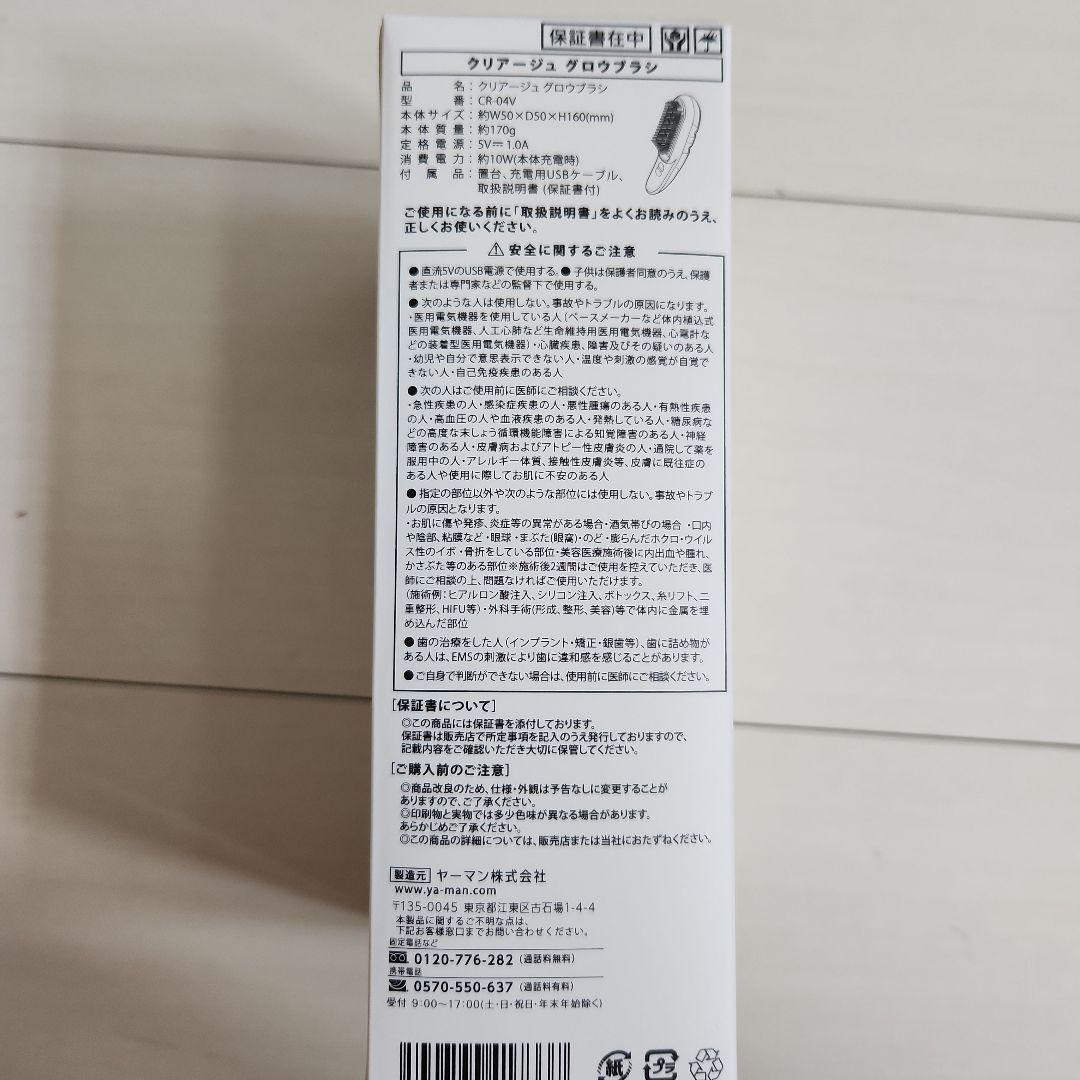 保証書在中
クリアージュ グロウブラシ
品名：クリアージュ グロウブラシ
型番：CR-04V
本体サイズ：約W50×D50×H160(mm)
本体質量：約170g
定格電源：5V⎓1.0A
消費電力：約10W(本体充電時)
付属品：置台、充電用USBケーブル、
取扱説明書 (保証書付)
ご使用になる前に「取扱説明書」をよくお読みのうえ、
正しくお使いください。
⚠安全に関するご注意
●直流5VのUSB電源で使用する。●子供は保護者同意のうえ、保護
者または専門家などの監督下で使用する。
●次のような人は使用しない。事故やトラブルの原因になります。
・医用電気機器を使用している人(ペースメーカーなど体内植込式
医用電気機器、人工心肺など生命維持用医用電気機器、心電計な
どの装着型医用電気機器)・心臓疾患、障害及びその疑いのある人
・幼児や自分で意思表示できない人・温度や刺激の感覚が自覚で
きない人・自己免疫疾患のある人
●次の人はご使用前に医師にご相談ください。
・急性疾患の人・感染症疾患の人・悪性腫瘍のある人・有熱性疾患
の人・高血圧の人や血液疾患のある人・発熱している人・糖尿病な
どの高度な末しょう循環機能障害による知覚障害のある人・神経
障害のある人・皮膚病およびアトピー性皮膚炎の人・通院して薬を
服用中の人・アレルギー体質、接触性皮膚炎等、皮膚に既往症の
ある人や使用に際してお肌に不安のある人
●指定の部位以外や次のような部位には使用しない。事故やトラブ
ルの原因となります。
・お肌に傷や発疹、炎症等の異常がある場合・酒気帯びの場合 ・口内
や陰部、粘膜など・眼球・まぶた(眼窩)・のど・膨らんだホクロ・ウイル
ス性のイボ・骨折をしている部位・美容医療施術後に内出血や腫れ、
かさぶた等のある部位※施術後2週間はご使用を控えていただき、医
師にご相談の上、問題なければご使用いただけます。
(施術例：ヒアルロン酸注入、シリコン注入、ボトックス、糸リフト、二
重整形、HIFU等)・外科手術(形成、整形、美容)等で体内に金属を埋
め込んだ部位
●歯の治療をした人(インプラント・矯正・銀歯等)、歯に詰め物が
ある人は、EMSの刺激により歯に違和感を感じることがあります。
●ご自身で判断ができない場合は、使用前に医師にご相談ください。
[保証書について]
◎この商品には保証書を添付しております。
保証書は販売店で所定事項を記入のうえ発行しておりますので、
記載内容をご確認いただき大切に保管してください。
[ご購入前のご注意]
◎商品改良のため、仕様・外観は予告なしに変更することが
ありますので、ご了承ください。
◎印刷物と実物では多少色味が異なる場合があります。
あらかじめご了承ください。
◎この商品の詳細については、販売店または当社におたずねください。
製造元 ヤーマン株式会社
www.ya-man.com
〒135-0045 東京都江東区古石場1-4-4
本製品に関するご不明な点は、
下記お客様窓口までお問い合わせください。
固定電話など
0120-776-282 (通話料無料)
携帯電話
0570-550-637 (通話料有料)
受付 9:00～17:00(土・日・祝日・年末年始除く)
紙 プラ